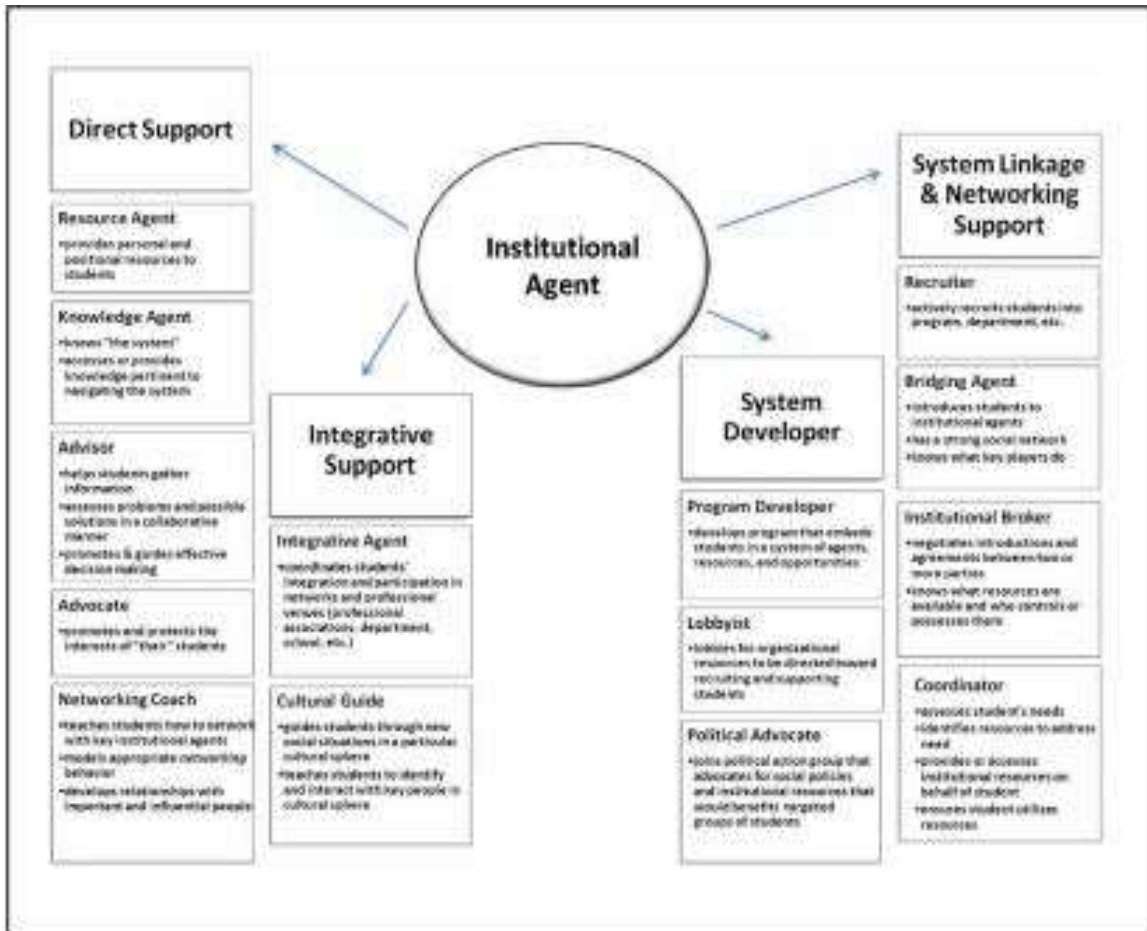 Direct Support
Resource Agent
•provides personal and
positional resources to
students
Knowledge Agent
•knows "the system"
•accesses or provides
knowledge pertinent to
navigating the system
Advisor
•helps students gather
information
•assesses problems and possible
solutions in a collaborative
manner
•promotes & guides effective
decision making
Advocate
•promotes and protects the
interests of "their" students
Networking Coach
•teaches students how to network
with key institutional agents
•models appropriate networking
behavior
•develops relationships with
important and influential people
Integrative
Support
Integrative Agent
•coordinates students'
integration and participation in
networks and professional
venues (professional
associations, department,
school, etc.)
Cultural Guide
•guides students through new
social situations in a particular
cultural sphere
•teaches students to identify
and interact with key people in
cultural sphere
Institutional
Agent
System
Developer
Program Developer
•develops program that embeds
students in a system of agents,
resources, and opportunities
Lobbyist
•lobbies for organizational
resources to be directed toward
recruiting and supporting
students
Political Advocate
•joins political action group that
advocates for social policies
and institutional resources that
would benefits targeted
groups of students
System Linkage
& Networking
Support
Recruiter
•actively recruits students into
program, department, etc.
Bridging Agent
•introduces students to
institutional agents
•has a strong social network
•knows what key players do
Institutional Broker
•negotiates introductions and
agreements between two or
more parties
•knows what resources are
available and who controls or
possesses them
Coordinator
•assesses student's needs
•identifies resources to address
need
•provides or accesses
institutional resources on
behalf of student
•ensures student utilizes
resources